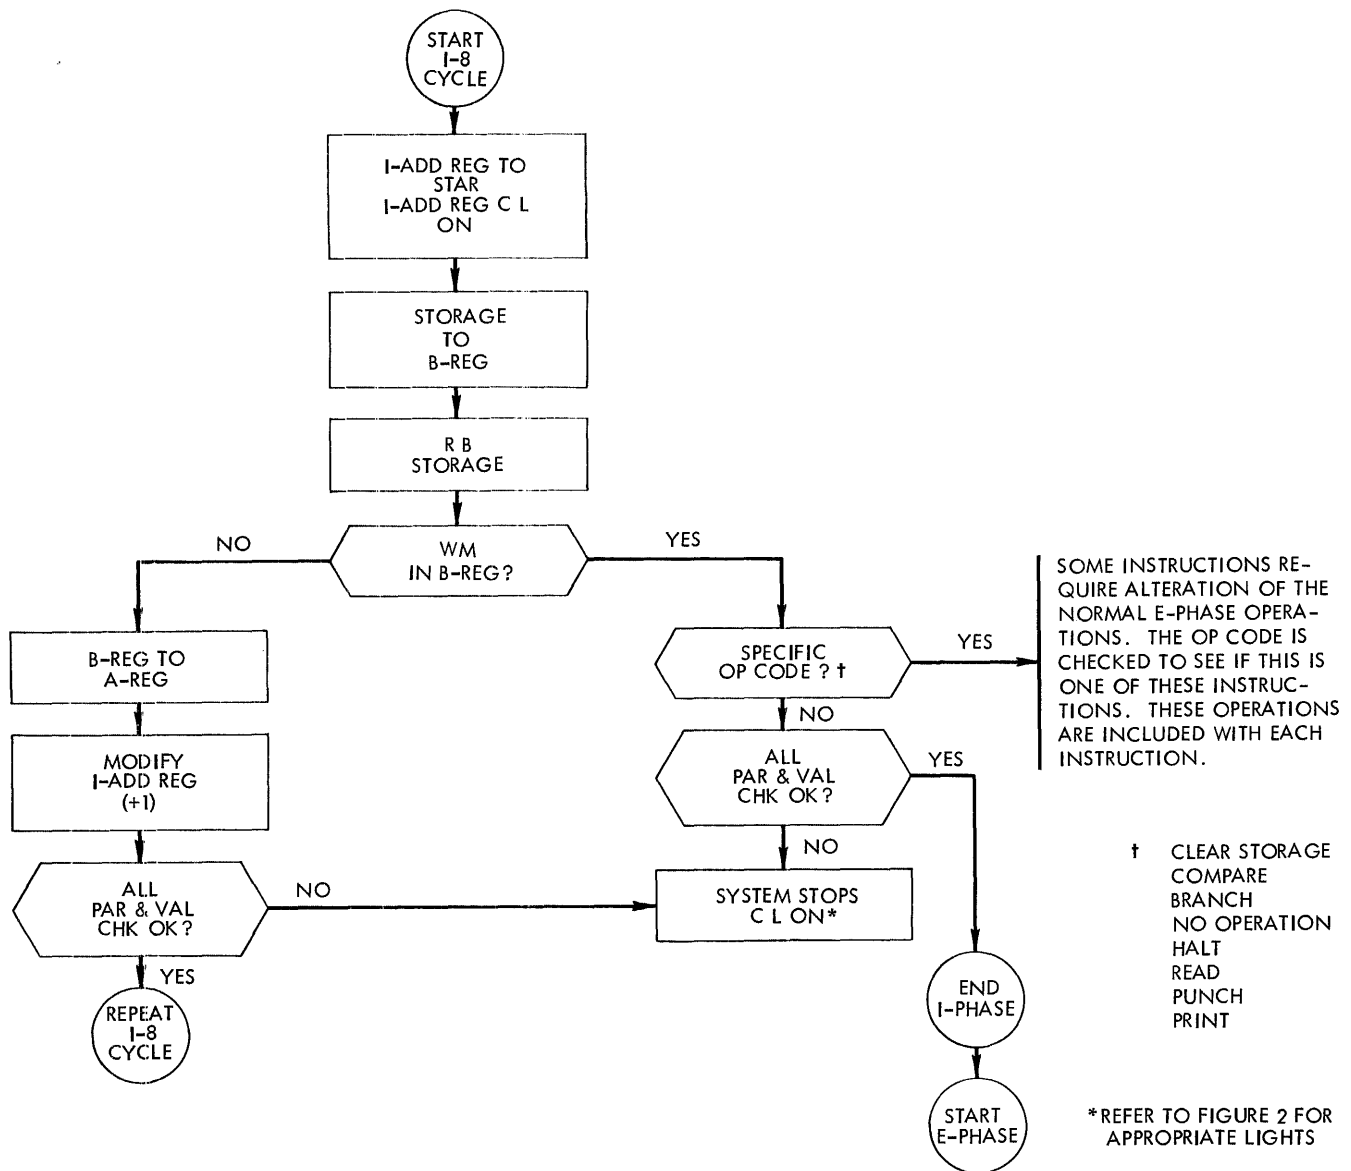 START
I-8
CYCLE
I-ADD REG TO
STAR
I-ADD REG C L
ON
STORAGE
TO
B-REG
R B
STORAGE
WM
IN B-REG?
NO
YES
B-REG TO
A-REG
MODIFY
I-ADD REG
(+1)
ALL
PAR & VAL
CHK OK?
NO
YES
REPEAT
I-8
CYCLE
SPECIFIC
OP CODE ? †
YES
NO
ALL
PAR & VAL
CHK OK?
YES
NO
SYSTEM STOPS
C L ON*
END
I-PHASE
START
E-PHASE
SOME INSTRUCTIONS RE-
QUIRE ALTERATION OF THE
NORMAL E-PHASE OPERA-
TIONS. THE OP CODE IS
CHECKED TO SEE IF THIS IS
ONE OF THESE INSTRUC-
TIONS. THESE OPERATIONS
ARE INCLUDED WITH EACH
INSTRUCTION.
† CLEAR STORAGE
COMPARE
BRANCH
NO OPERATION
HALT
READ
PUNCH
PRINT
*REFER TO FIGURE 2 FOR
APPROPRIATE LIGHTS